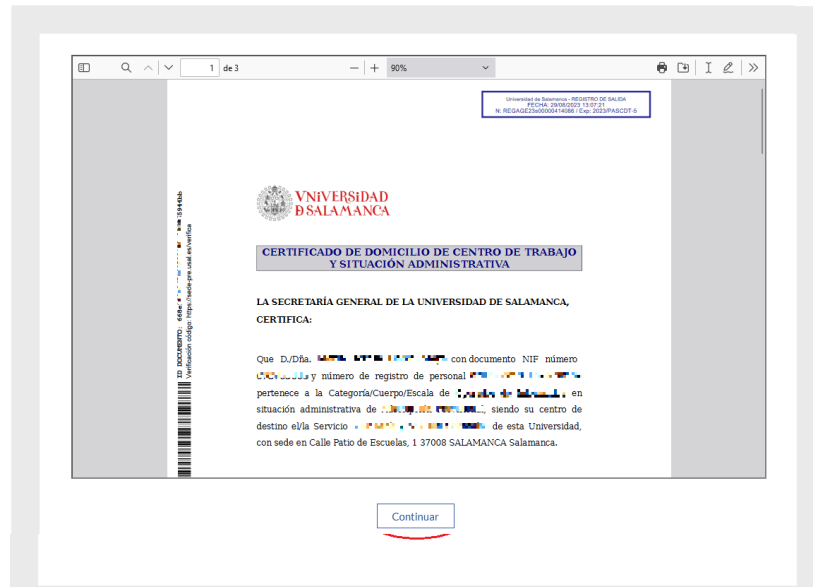 1 de 3
90%
Universidad de Salamanca - REGISTRO DE SALIDA
FECHA: 29/08/2023 13:07:21
N: REGAGE23s00000414086 / Exp: 2023/PASCDT-5
VNiVERSiDAD
D SALAMANCA
CERTIFICADO DE DOMICILIO DE CENTRO DE TRABAJO
Y SITUACIÓN ADMINISTRATIVA
LA SECRETARÍA GENERAL DE LA UNIVERSIDAD DE SALAMANCA,
CERTIFICA:
Que D./Dña. con documento NIF número
y número de registro de personal
pertenece a la Categoría/Cuerpo/Escala de en
situación administrativa de , siendo su centro de
destino el/la Servicio de esta Universidad,
con sede en Calle Patio de Escuelas, 1 37008 SALAMANCA Salamanca.
ID DOCUMENTO:
Verificación código: https://sede-pre.usal.es/verifica
Continuar